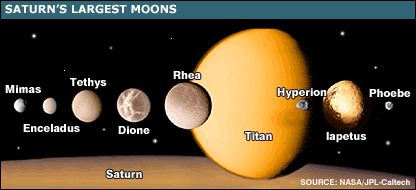 SATURN'S LARGEST MOONS
Mimas
Enceladus
Tethys
Dione
Rhea
Titan
Hyperion
Iapetus
Phoebe
Saturn
SOURCE: NASA/JPL-Caltech